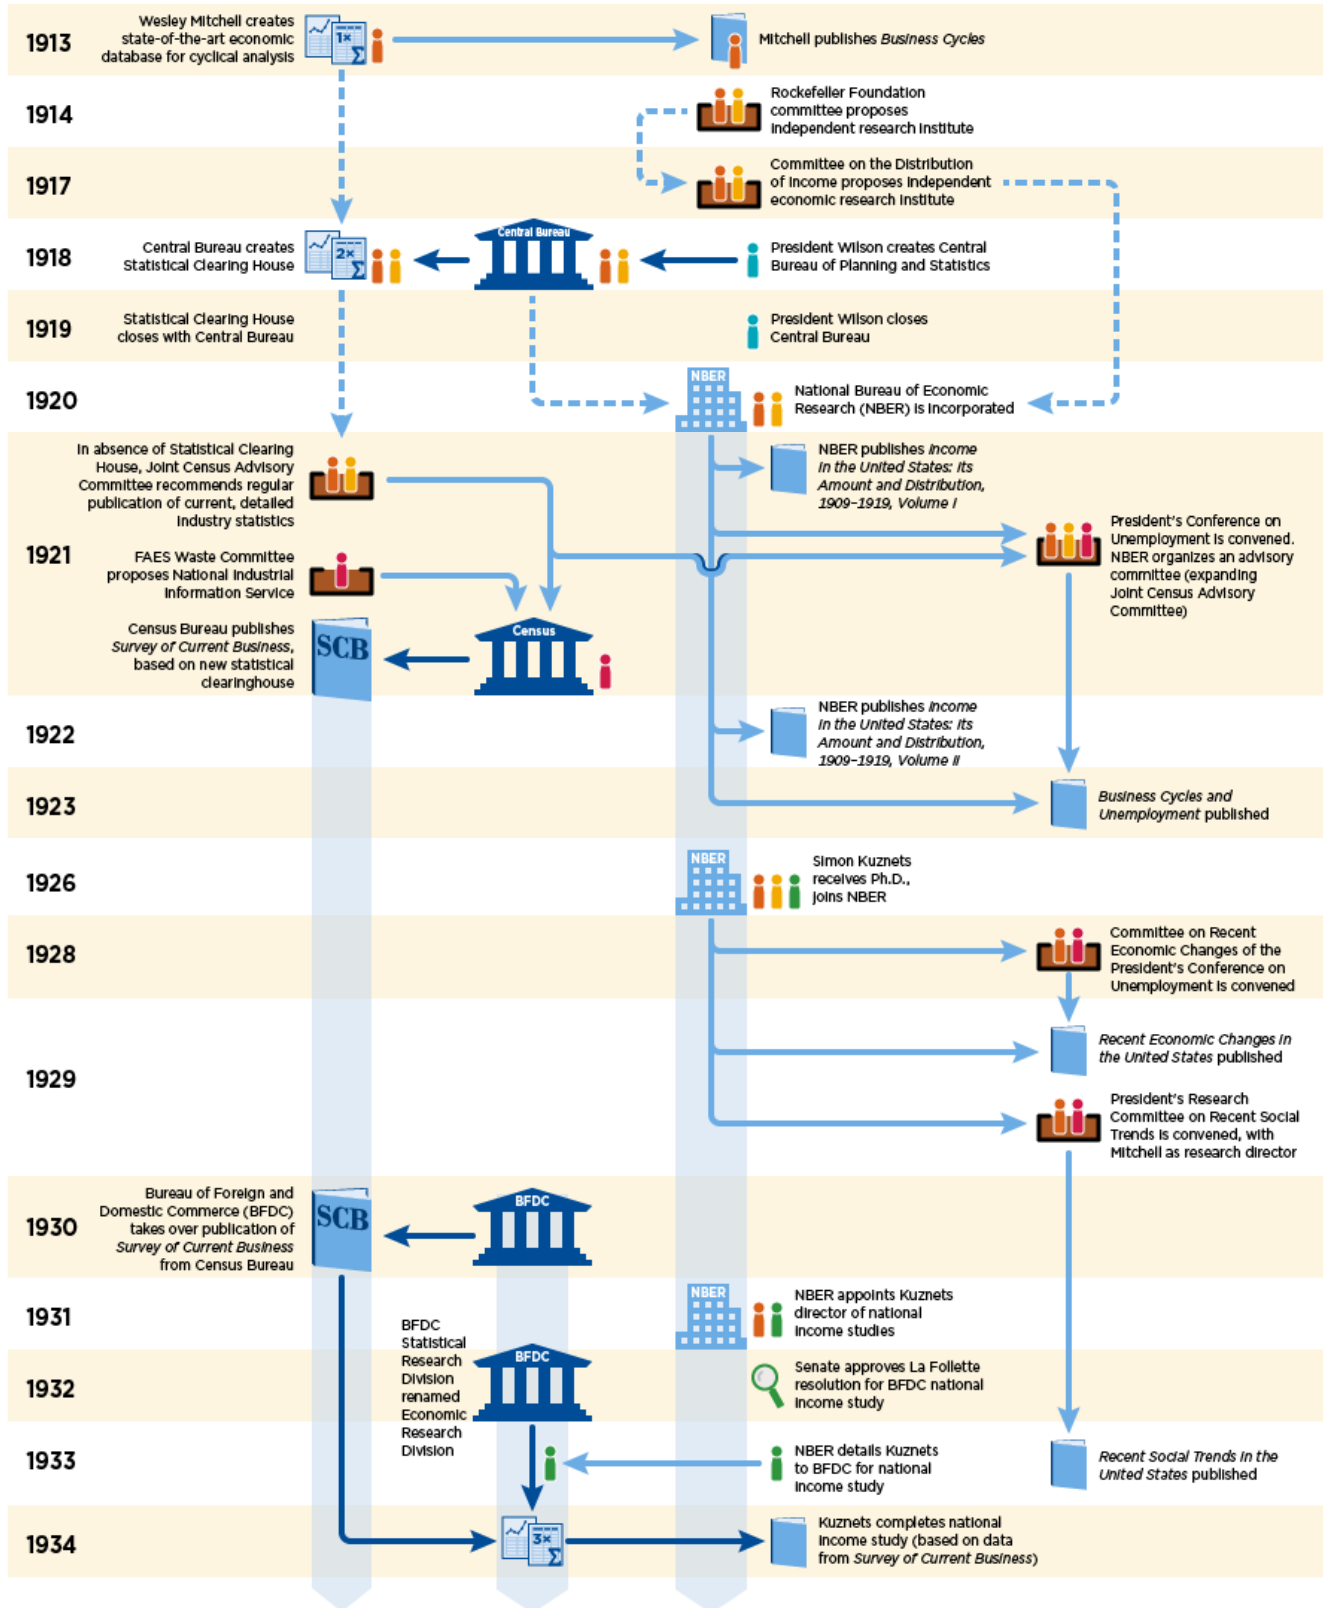 1913
Wesley Mitchell creates
state-of-the-art economic
database for cyclical analysis
1×
Σ
Mitchell publishes Business Cycles
1914
Rockefeller Foundation
committee proposes
independent research institute
1917
Committee on the Distribution
of Income proposes independent
economic research institute
1918
Central Bureau creates
Statistical Clearing House
2×
Σ
Central Bureau
President Wilson creates Central
Bureau of Planning and Statistics
1919
Statistical Clearing House
closes with Central Bureau
President Wilson closes
Central Bureau
1920
NBER
National Bureau of Economic
Research (NBER) is incorporated
1921
In absence of Statistical Clearing
House, Joint Census Advisory
Committee recommends regular
publication of current, detailed
industry statistics
NBER publishes Income
in the United States: Its
Amount and Distribution,
1909–1919, Volume I
President's Conference on
Unemployment is convened.
NBER organizes an advisory
committee (expanding
Joint Census Advisory
Committee)
FAES Waste Committee
proposes National Industrial
Information Service
Census Bureau publishes
Survey of Current Business,
based on new statistical
clearinghouse
SCB
Census
1922
NBER publishes Income
in the United States: Its
Amount and Distribution,
1909–1919, Volume II
1923
Business Cycles and
Unemployment published
1926
NBER
Simon Kuznets
receives Ph.D.,
joins NBER
1928
Committee on Recent
Economic Changes of the
President's Conference on
Unemployment is convened
1929
Recent Economic Changes in
the United States published
President's Research
Committee on Recent Social
Trends is convened, with
Mitchell as research director
1930
Bureau of Foreign and
Domestic Commerce (BFDC)
takes over publication of
Survey of Current Business
from Census Bureau
SCB
BFDC
1931
NBER
NBER appoints Kuznets
director of national
income studies
BFDC
Statistical
Research
Division
renamed
Economic
Research
Division
1932
BFDC
Senate approves La Follette
resolution for BFDC national
income study
1933
NBER details Kuznets
to BFDC for national
income study
Recent Social Trends in the
United States published
1934
3×
Σ
Kuznets completes national
income study (based on data
from Survey of Current Business)